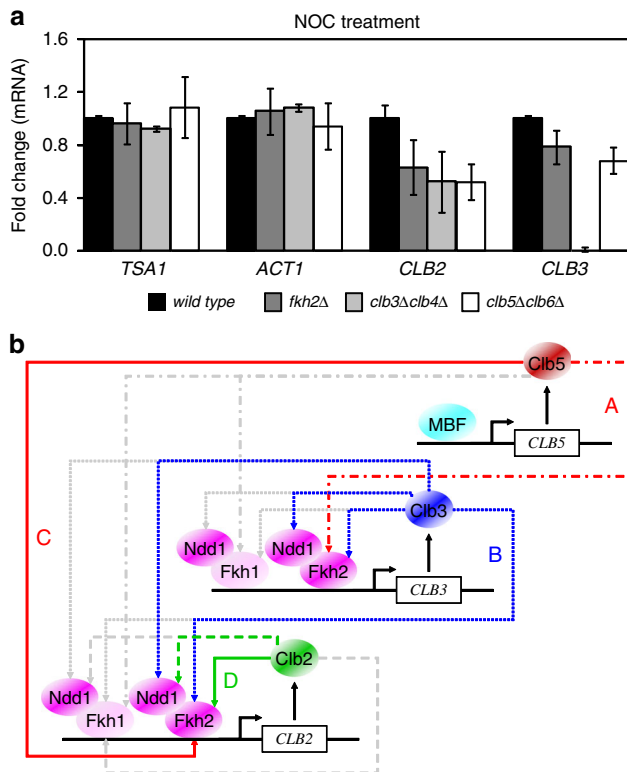 a
NOC treatment
Fold change (mRNA)
1.6
1.2
0.8
0.4
0.0
TSA1 ACT1 CLB2 CLB3
wild type fkh2Δ clb3Δclb4Δ clb5Δclb6Δ
b
Clb5
A
MBF
CLB5
Clb3
C
Ndd1 Ndd1
B
Fkh1 Fkh2
CLB3
Clb2
D
Ndd1 Ndd1
Fkh1 Fkh2
CLB2